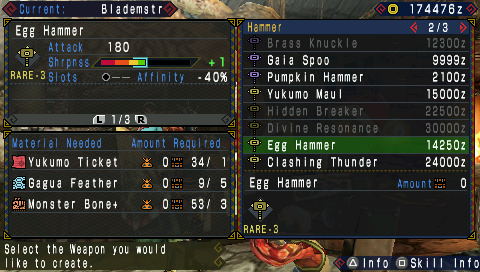 Current: Blademstr
174476z
Egg Hammer
Attack 180
Shrpnss +1
RARE-3 Slots Affinity -40%
L 1/3 R
Material Needed Amount Required
Yukumo Ticket 0 34/ 1
Gagua Feather 0 9/ 5
Monster Bone+ 0 53/ 3
Select the Weapon you would
like to create.
Hammer
2/3
Brass Knuckle 12300z
Gaia Spoo 9999z
Pumpkin Hammer 2100z
Yukumo Maul 15000z
Hidden Breaker 22500z
Divine Resonance 30000z
Egg Hammer 14250z
Clashing Thunder 24000z
Egg Hammer Amount 0
RARE-3
Info Skill Info